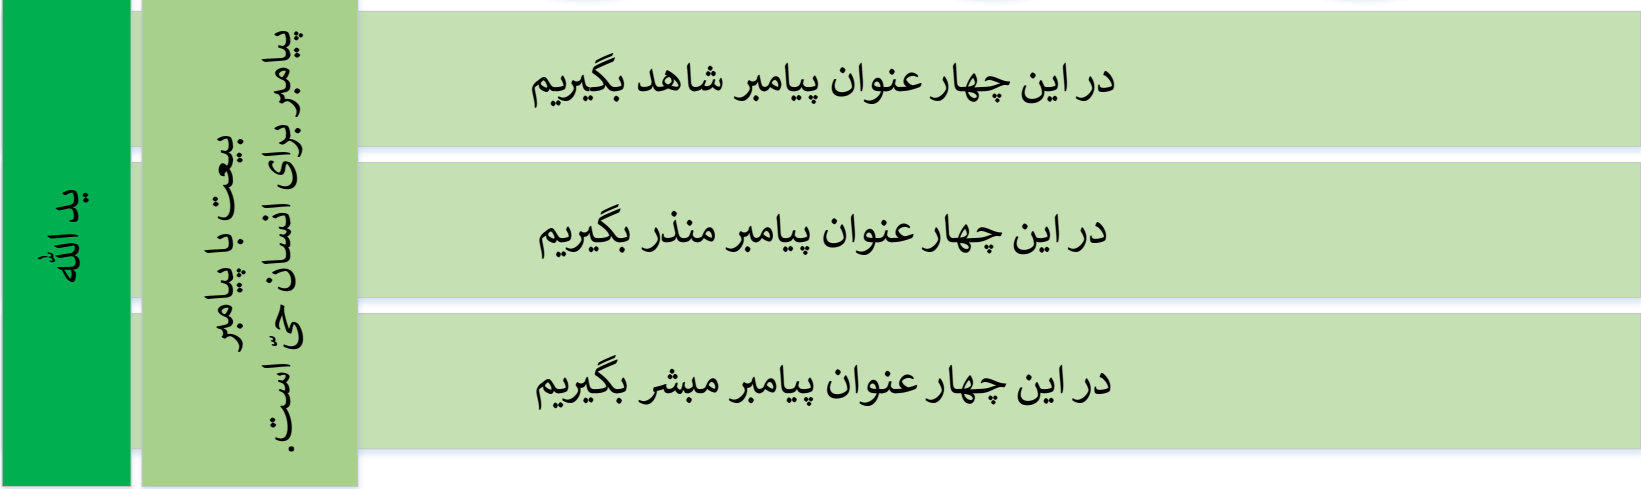 در این چهار عنوان پیامبر شاهد بگیریم
در این چهار عنوان پیامبر منذر بگیریم
در این چهار عنوان پیامبر مبشر بگیریم
بیعت با پیامبر
پیامبر برای انسان حیّ است.
ید الله